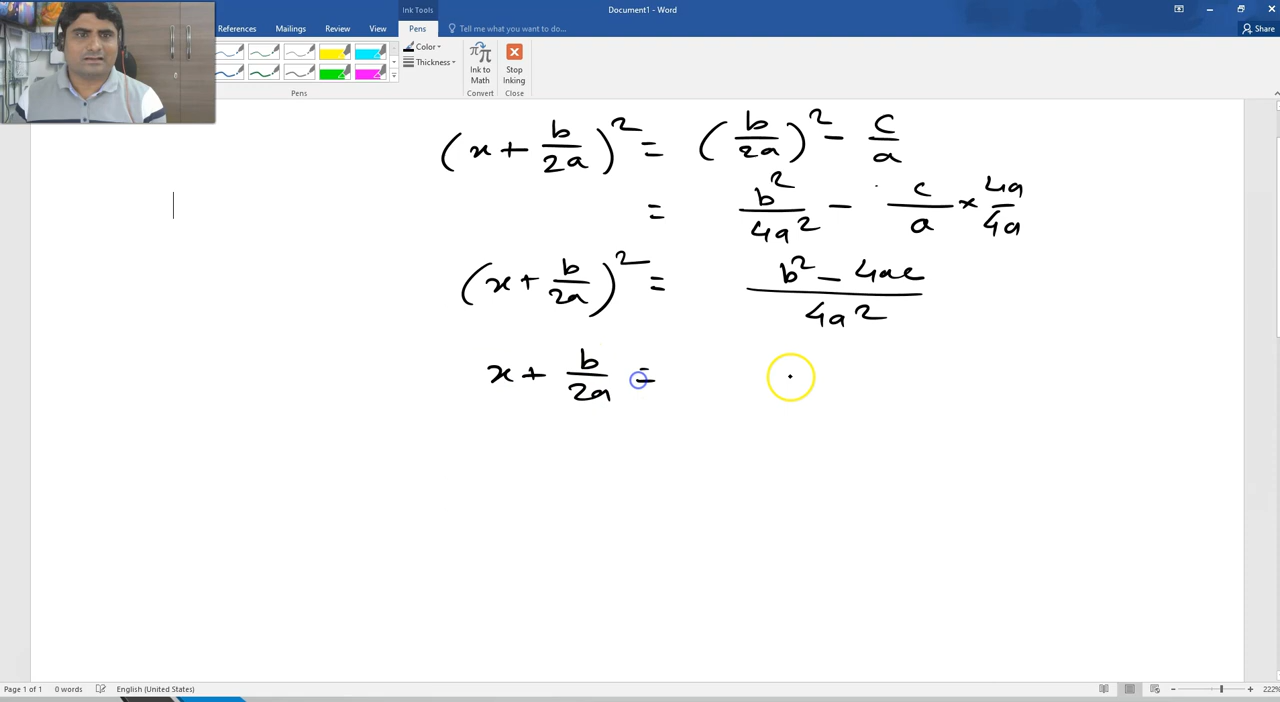 Ink Tools
Document1 - Word
References Mailings Review View Pens Tell me what you want to do... Share
Color
Thickness
Ink to Math
Stop Inking
Pens Convert Close
(x + b/2a)² = (b/2a)² - c/a
= b²/4a² - c/a × 4a/4a
(x + b/2a)² = b² - 4ac/4a²
x + b/2a =
Page 1 of 1 0 words English (United States) 222%